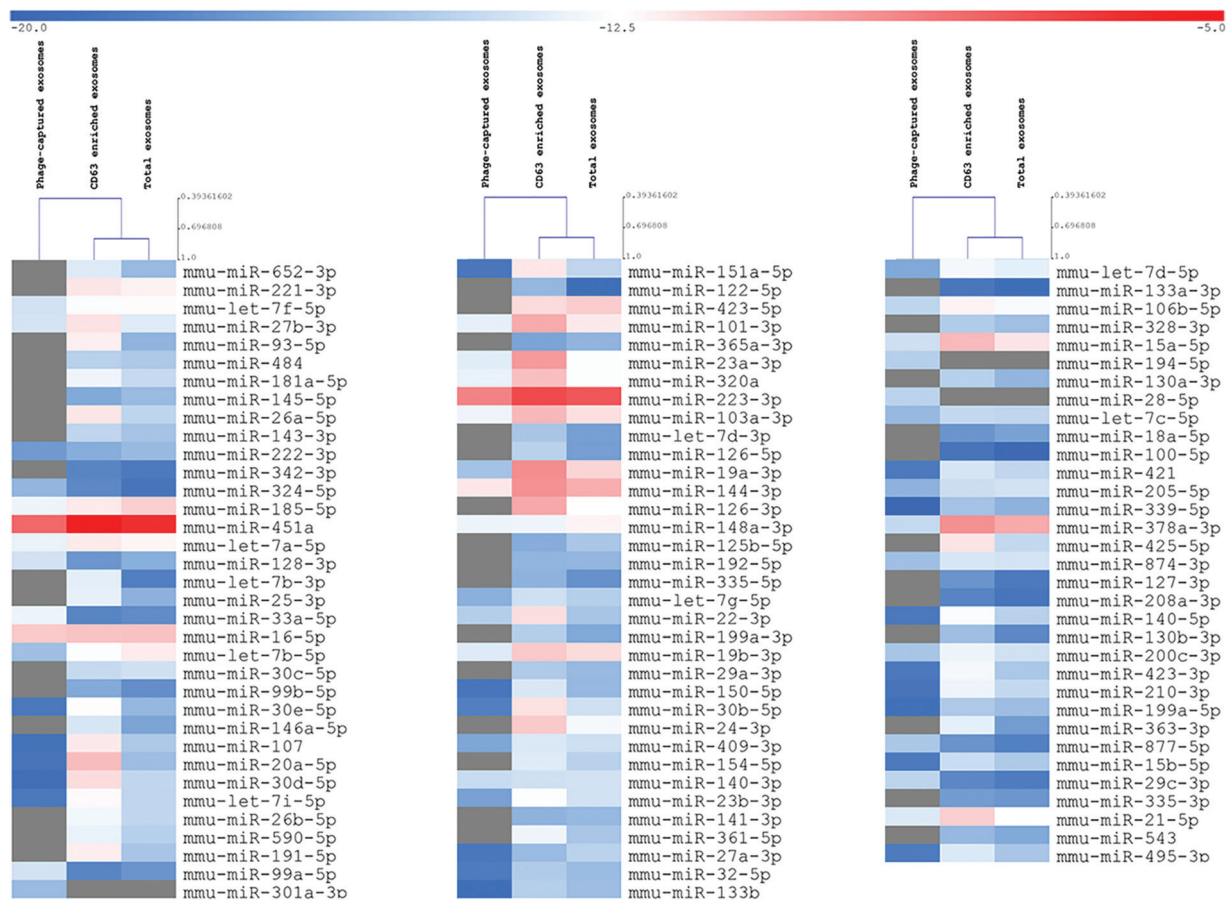 -20.0 -12.5 -5.0
Phage-captured exosomes
CD63 enriched exosomes
Total exosomes
0.39361602
0.696808
1.0
mmu-miR-652-3p
mmu-miR-221-3p
mmu-let-7f-5p
mmu-miR-27b-3p
mmu-miR-93-5p
mmu-miR-484
mmu-miR-181a-5p
mmu-miR-145-5p
mmu-miR-26a-5p
mmu-miR-143-3p
mmu-miR-222-3p
mmu-miR-342-3p
mmu-miR-324-5p
mmu-miR-185-5p
mmu-miR-451a
mmu-let-7a-5p
mmu-miR-128-3p
mmu-let-7b-3p
mmu-miR-25-3p
mmu-miR-33a-5p
mmu-miR-16-5p
mmu-let-7b-5p
mmu-miR-30c-5p
mmu-miR-99b-5p
mmu-miR-30e-5p
mmu-miR-146a-5p
mmu-miR-107
mmu-miR-20a-5p
mmu-miR-30d-5p
mmu-let-7i-5p
mmu-miR-26b-5p
mmu-miR-590-5p
mmu-miR-191-5p
mmu-miR-99a-5p
mmu-miR-301a-3p
Phage-captured exosomes
CD63 enriched exosomes
Total exosomes
0.39361602
0.696808
1.0
mmu-miR-151a-5p
mmu-miR-122-5p
mmu-miR-423-5p
mmu-miR-101-3p
mmu-miR-365a-3p
mmu-miR-23a-3p
mmu-miR-320a
mmu-miR-223-3p
mmu-miR-103a-3p
mmu-let-7d-3p
mmu-miR-126-5p
mmu-miR-19a-3p
mmu-miR-144-3p
mmu-miR-126-3p
mmu-miR-148a-3p
mmu-miR-125b-5p
mmu-miR-192-5p
mmu-miR-335-5p
mmu-let-7g-5p
mmu-miR-22-3p
mmu-miR-199a-3p
mmu-miR-19b-3p
mmu-miR-29a-3p
mmu-miR-150-5p
mmu-miR-30b-5p
mmu-miR-24-3p
mmu-miR-409-3p
mmu-miR-154-5p
mmu-miR-140-3p
mmu-miR-23b-3p
mmu-miR-141-3p
mmu-miR-361-5p
mmu-miR-27a-3p
mmu-miR-32-5p
mmu-miR-133b
Phage-captured exosomes
CD63 enriched exosomes
Total exosomes
0.39361602
0.696808
1.0
mmu-let-7d-5p
mmu-miR-133a-3p
mmu-miR-106b-5p
mmu-miR-328-3p
mmu-miR-15a-5p
mmu-miR-194-5p
mmu-miR-130a-3p
mmu-miR-28-5p
mmu-let-7c-5p
mmu-miR-18a-5p
mmu-miR-100-5p
mmu-miR-421
mmu-miR-205-5p
mmu-miR-339-5p
mmu-miR-378a-3p
mmu-miR-425-5p
mmu-miR-874-3p
mmu-miR-127-3p
mmu-miR-208a-3p
mmu-miR-140-5p
mmu-miR-130b-3p
mmu-miR-200c-3p
mmu-miR-423-3p
mmu-miR-210-3p
mmu-miR-199a-5p
mmu-miR-363-3p
mmu-miR-877-5p
mmu-miR-15b-5p
mmu-miR-29c-3p
mmu-miR-335-3p
mmu-miR-21-5p
mmu-miR-543
mmu-miR-495-3p